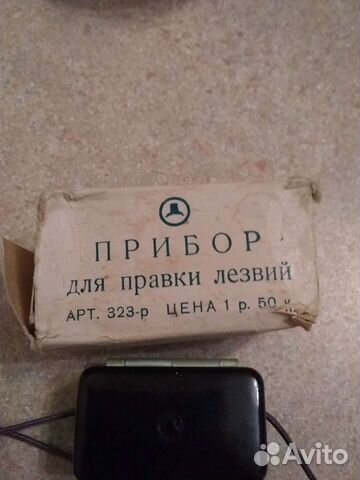 ПРИБОР
для правки лезвий
АРТ. 323-р ЦЕНА 1 р. 50 к.
Avito